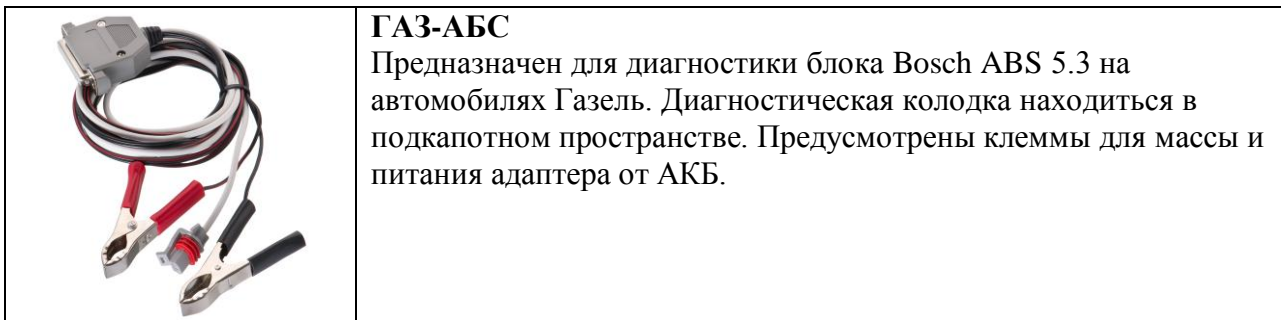 ГАЗ-АБС
Предназначен для диагностики блока Bosch ABS 5.3 на
автомобилях Газель. Диагностическая колодка находиться в
подкапотном пространстве. Предусмотрены клеммы для массы и
питания адаптера от АКБ.